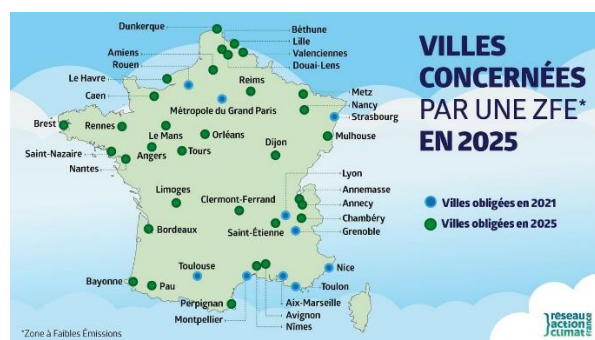 VILLES
CONCERNÉES
PAR UNE ZFE*
EN 2025
Villes obligées en 2021
Villes obligées en 2025
Dunkerque
Béthune
Lille
Valenciennes
Douai-Lens
Amiens
Rouen
Le Havre
Caen
Reims
Metz
Nancy
Strasbourg
Métropole du Grand Paris
Brest
Rennes
Le Mans
Orléans
Mulhouse
Saint-Nazaire
Angers
Tours
Dijon
Nantes
Lyon
Annemasse
Annecy
Chambéry
Grenoble
Limoges
Clermont-Ferrand
Saint-Étienne
Bordeaux
Toulouse
Nice
Toulon
Bayonne
Pau
Perpignan
Aix-Marseille
Avignon
Montpellier
Nîmes
*Zone à Faibles Émissions
réseau
action
climat
france